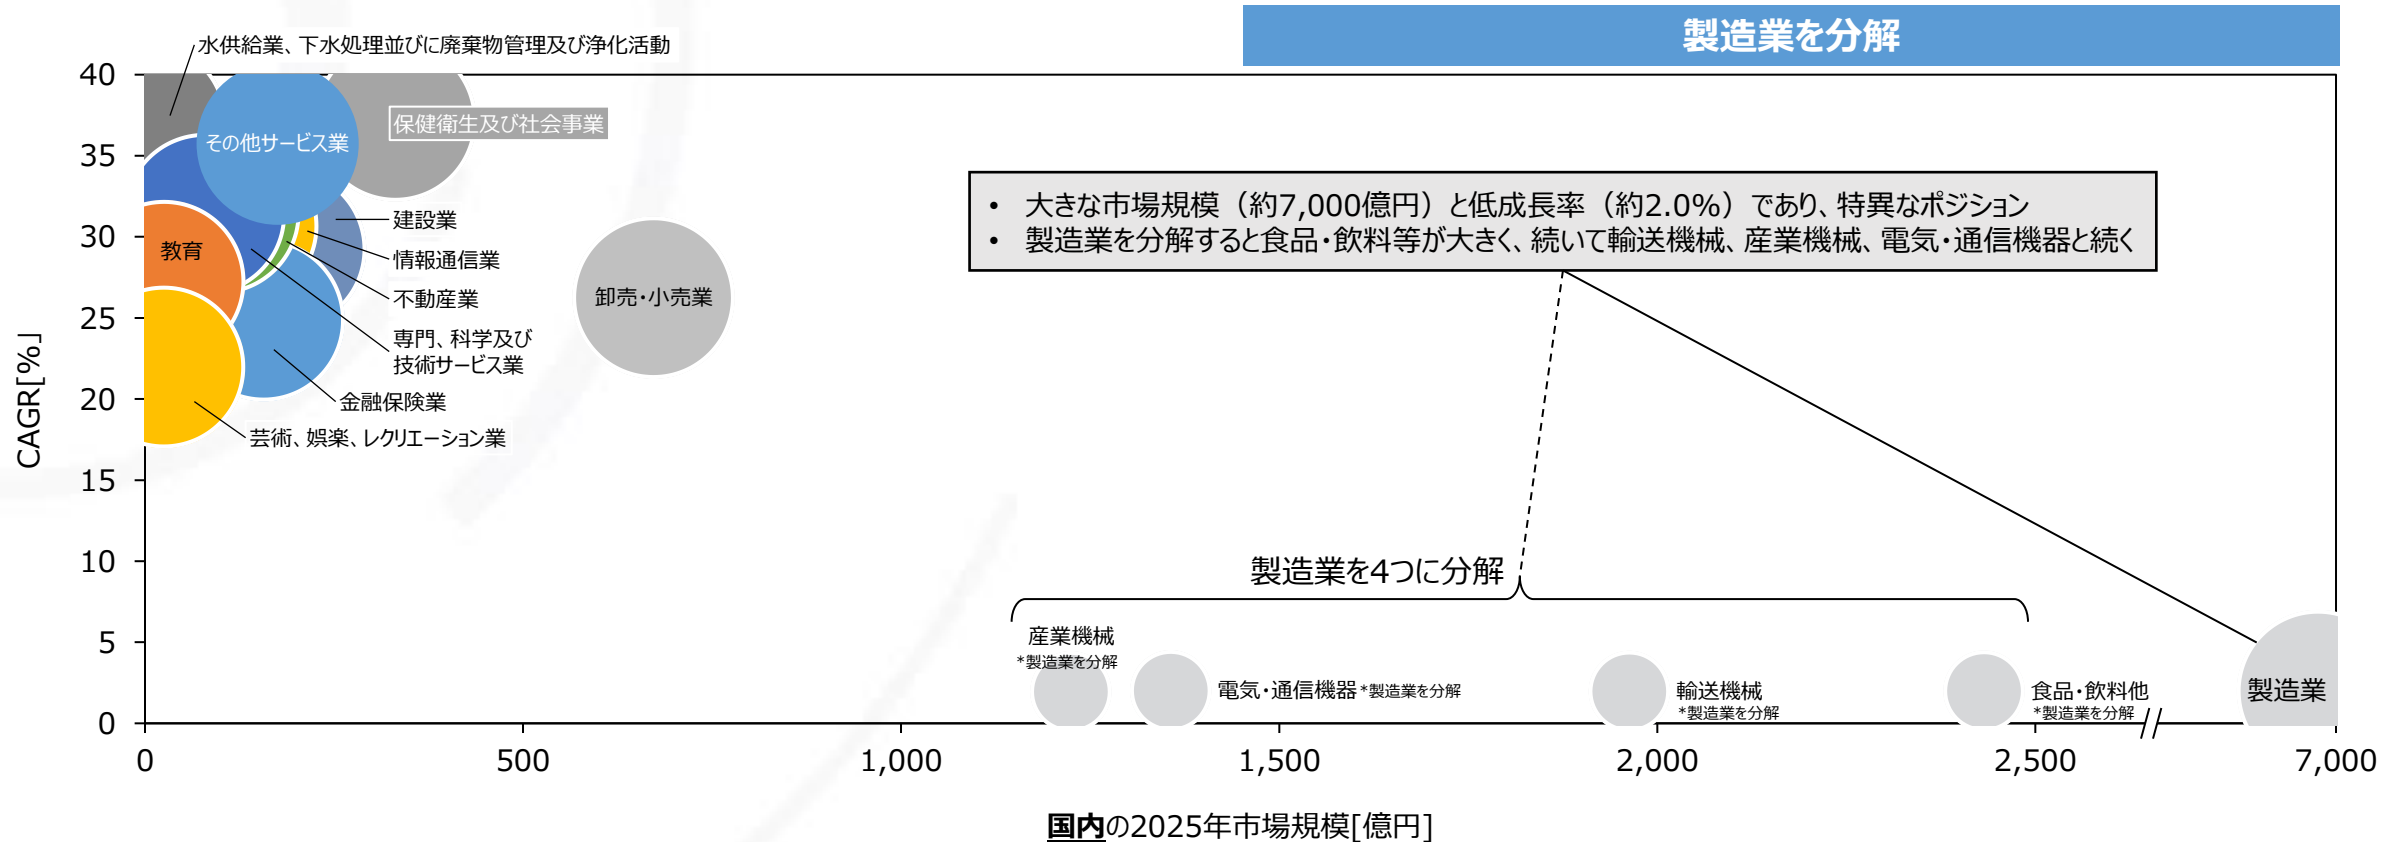 製造業を分解
水供給業、下水処理並びに廃棄物管理及び浄化活動
40
35
30
25
20
15
10
5
0
CAGR[%]
その他サービス業
保健衛生及び社会事業
建設業
情報通信業
教育
不動産業
専門、科学及び
技術サービス業
金融保険業
芸術、娯楽、レクリエーション業
卸売・小売業
• 大きな市場規模（約7,000億円）と低成長率（約2.0%）であり、特異なポジション
• 製造業を分解すると食品・飲料等が大きく、続いて輸送機械、産業機械、電気・通信機器と続く
製造業を4つに分解
産業機械
*製造業を分解
電気・通信機器 *製造業を分解
輸送機械
*製造業を分解
食品・飲料他
*製造業を分解
製造業
0
500
1,000
1,500
2,000
2,500
7,000
国内の2025年市場規模[億円]